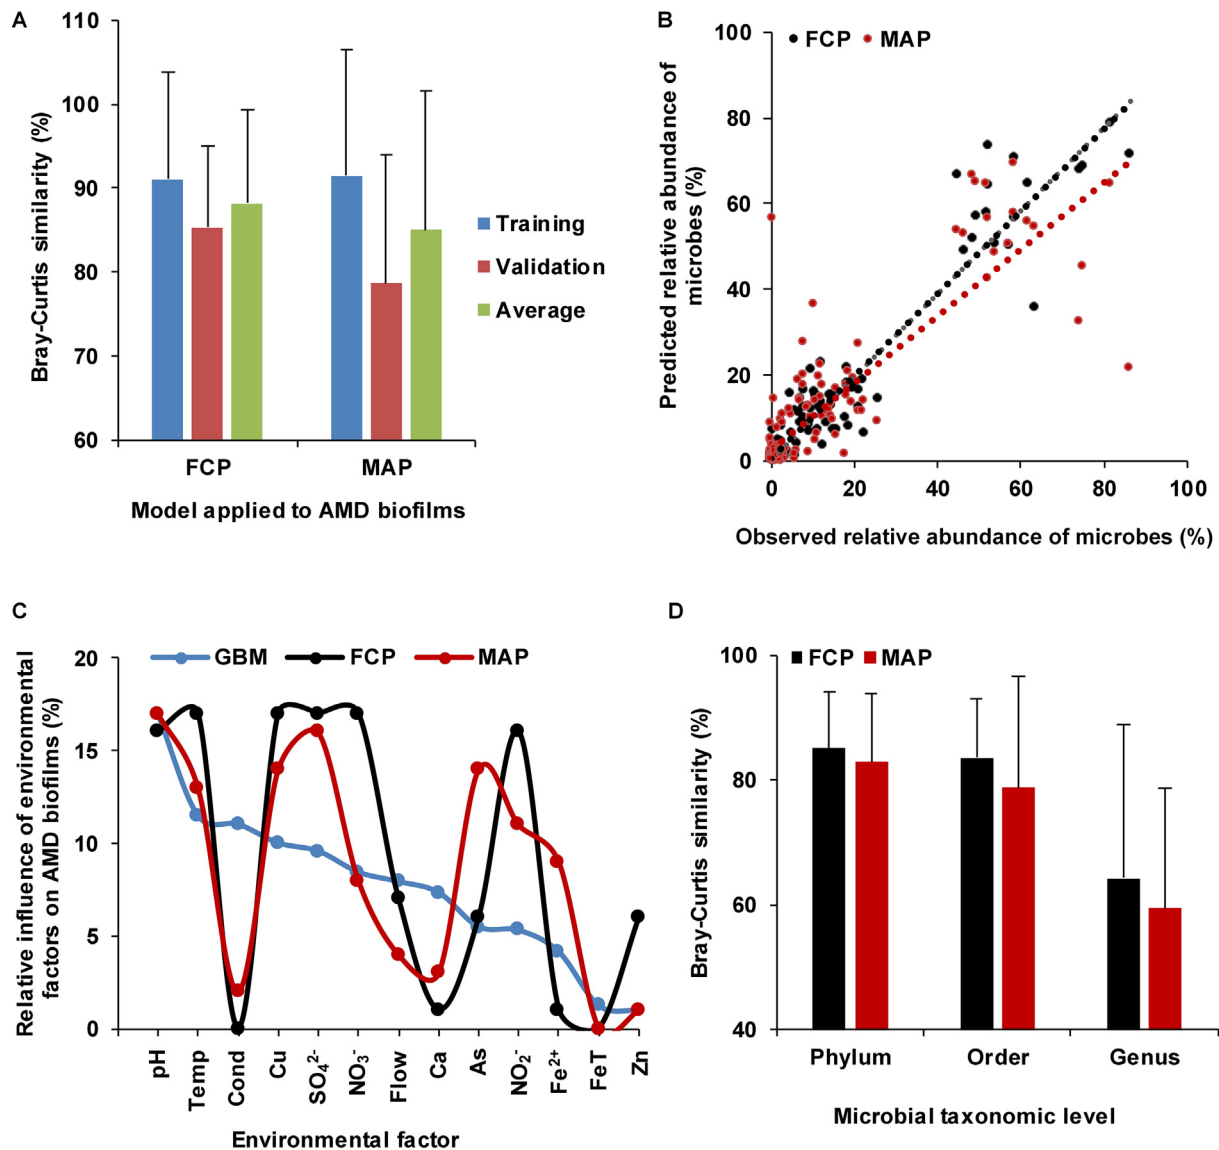 A
110
100
90
80
70
60
Bray-Curtis similarity (%)
FCP
MAP
Model applied to AMD biofilms
Training
Validation
Average
B
FCP
MAP
100
80
60
40
20
0
Predicted relative abundance of
microbes (%)
0
20
40
60
80
100
Observed relative abundance of microbes (%)
C
GBM
FCP
MAP
20
15
10
5
0
Relative influence of environmental
factors on AMD biofilms (%)
pH
Temp
Cond
Cu
SO₄²⁻
NO₃⁻
Flow
Ca
As
NO₂⁻
Fe²⁺
FeT
Zn
Environmental factor
D
FCP
MAP
100
80
60
40
Bray-Curtis similarity (%)
Phylum
Order
Genus
Microbial taxonomic level